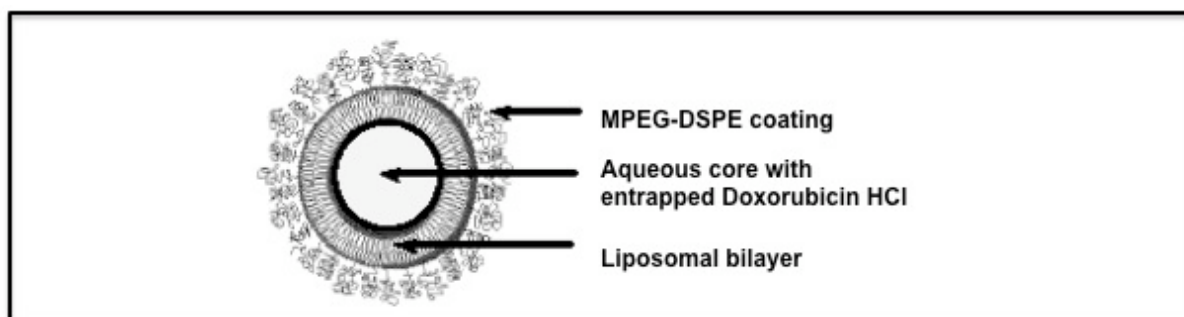 MPEG-DSPE coating
Aqueous core with
entrapped Doxorubicin HCl
Liposomal bilayer